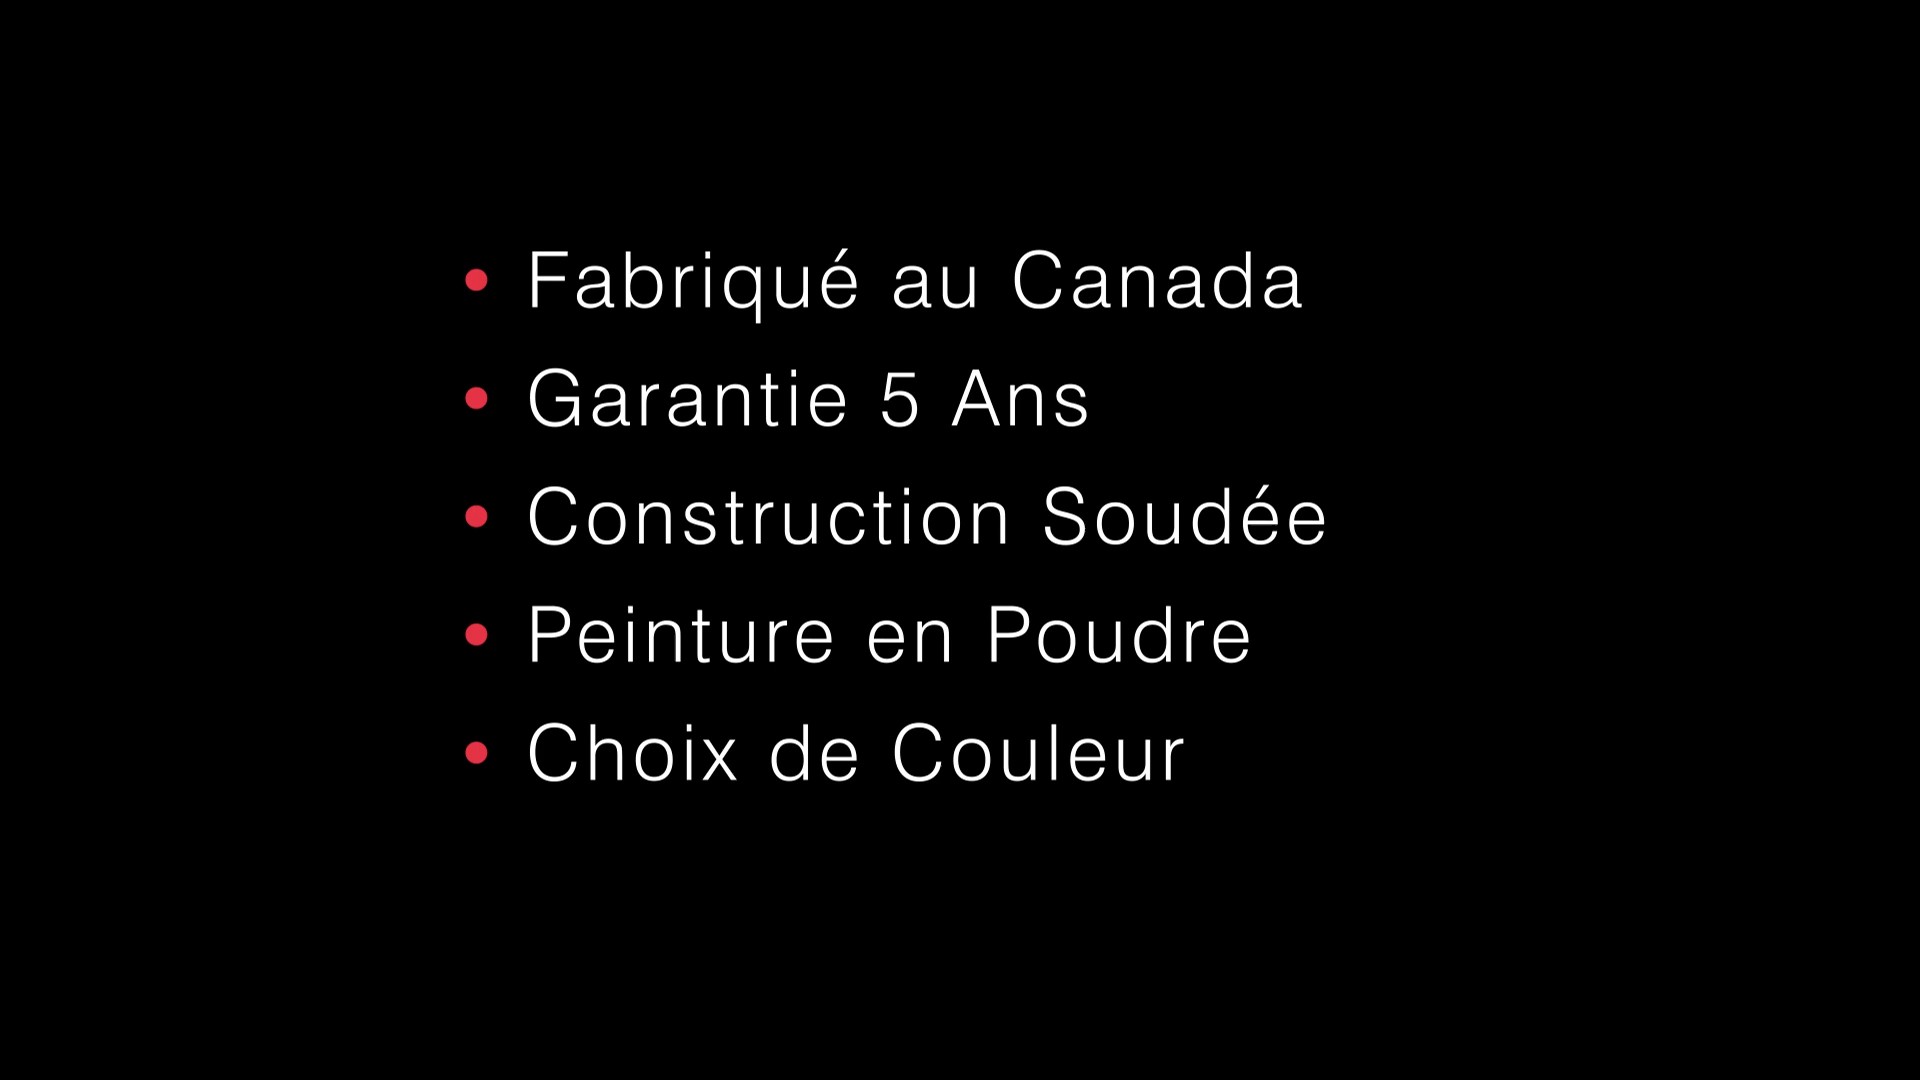 • Fabriqué au Canada
• Garantie 5 Ans
• Construction Soudée
• Peinture en Poudre
• Choix de Couleur